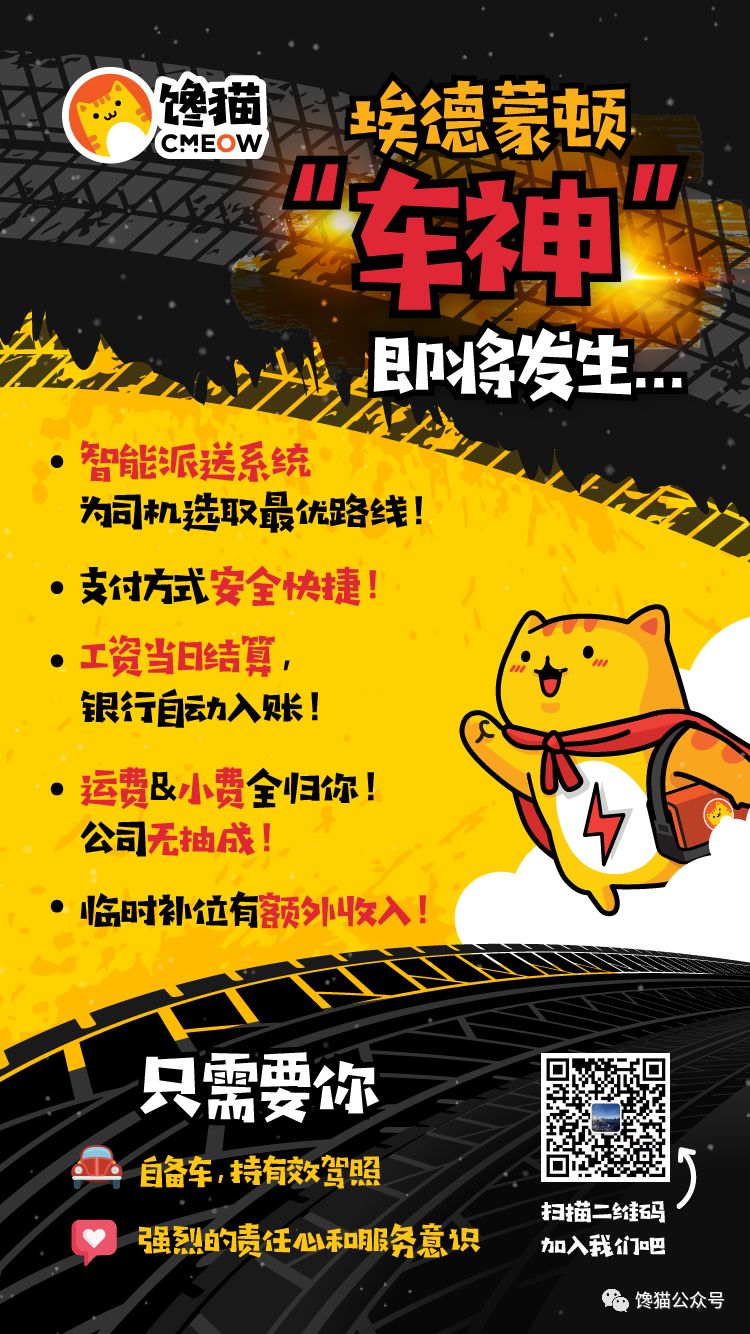 馋猫
CMEOW
埃德蒙顿
“车神”
即将发生...
• 智能派送系统
为司机选取最优路线！
• 支付方式安全快捷！
• 工资当日结算，
银行自动入账！
• 运费&小费全归你！
公司无抽成！
• 临时补位有额外收入！
只需要你
自备车，持有效驾照
强烈的责任心和服务意识
扫描二维码
加入我们吧
馋猫公众号